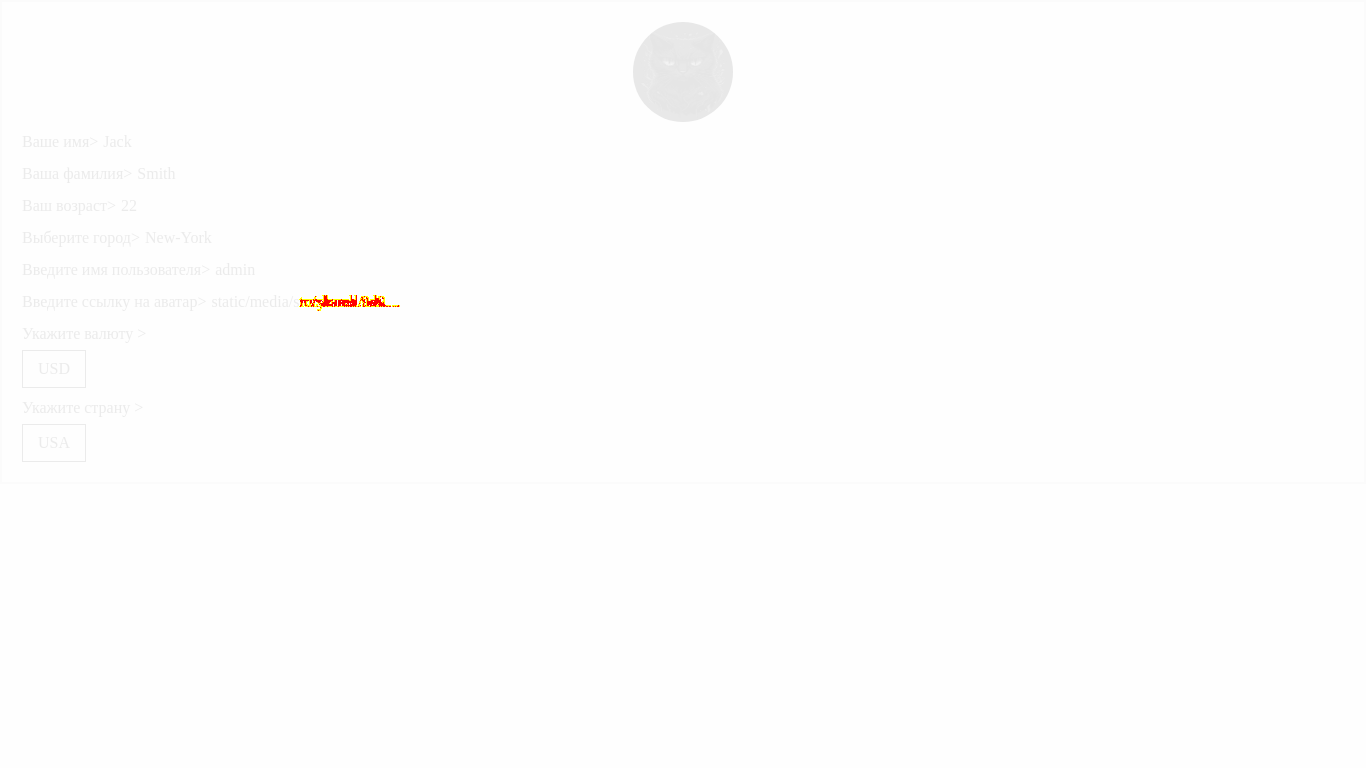 Ваше имя> Jack
Ваша фамилия> Smith
Ваш возраст> 22
Выберите город> New-York
Введите имя пользователя> admin
Введите ссылку на аватар> static/media/
Укажите валюту >
USD
Укажите страну >
USA